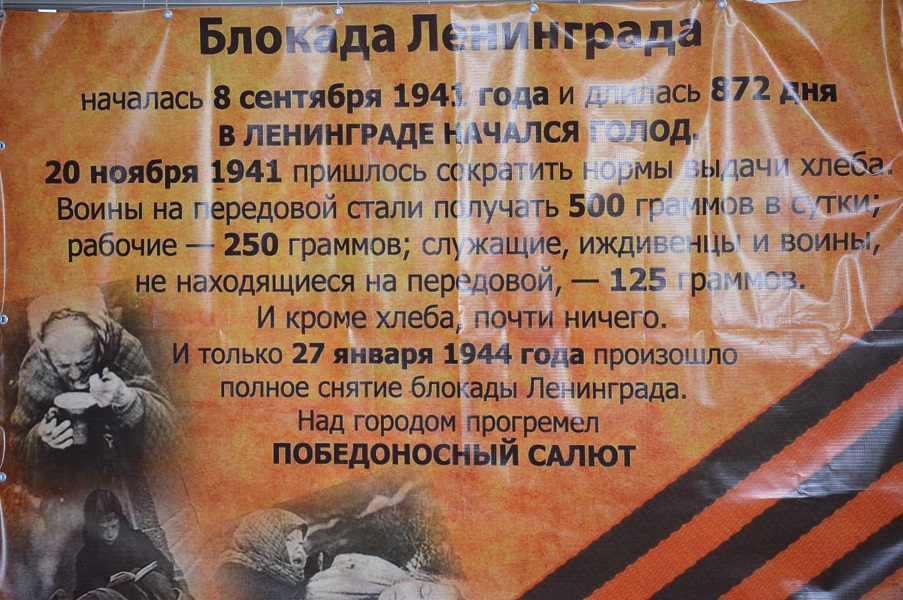 Блокада Ленинграда
началась 8 сентября 1941 года и длилась 872 дня
В ЛЕНИНГРАДЕ НАЧАЛСЯ ГОЛОД.
20 ноября 1941 пришлось сократить нормы выдачи хлеба.
Воины на передовой стали получать 500 граммов в сутки;
рабочие — 250 граммов; служащие, иждивенцы и воины,
не находящиеся на передовой, — 125 граммов.
И кроме хлеба, почти ничего.
И только 27 января 1944 года произошло
полное снятие блокады Ленинграда.
Над городом прогремел
ПОБЕДОНОСНЫЙ САЛЮТ